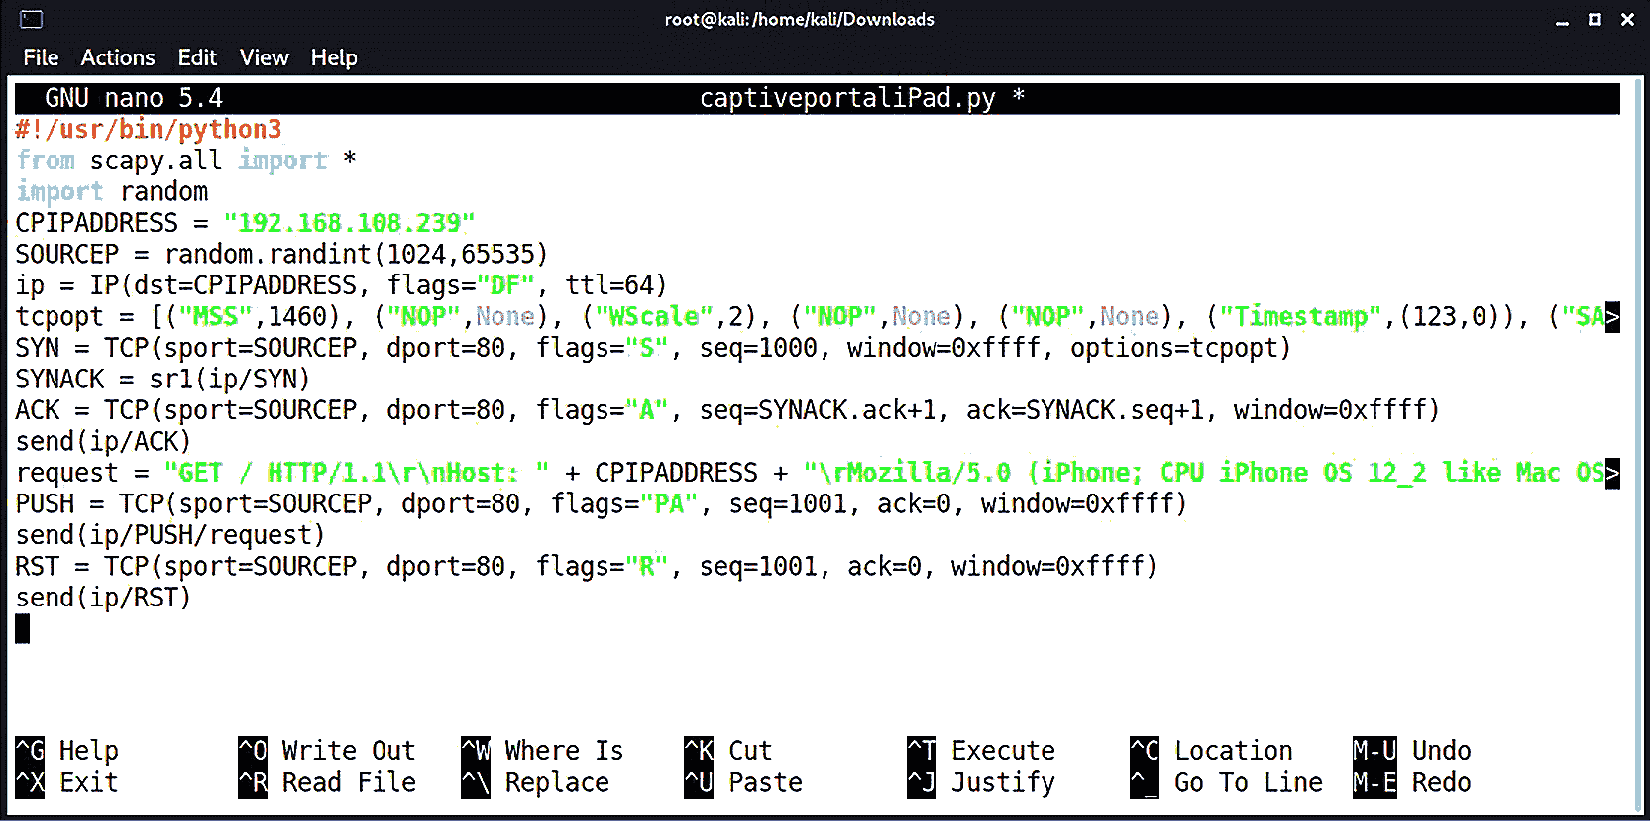 root@kali:/home/kali/Downloads
File Actions Edit View Help
GNU nano 5.4 captiveportaliPad.py *
#!/usr/bin/python3
from scapy.all import *
import random
CPIPADDRESS = "192.168.108.239"
SOURCEP = random.randint(1024,65535)
ip = IP(dst=CPIPADDRESS, flags="DF", ttl=64)
tcpopt = [("MSS",1460), ("NOP",None), ("WScale",2), ("NOP",None), ("NOP",None), ("Timestamp",(123,0)), ("SA>
SYN = TCP(sport=SOURCEP, dport=80, flags="S", seq=1000, window=0xffff, options=tcpopt)
SYNACK = sr1(ip/SYN)
ACK = TCP(sport=SOURCEP, dport=80, flags="A", seq=SYNACK.ack+1, ack=SYNACK.seq+1, window=0xffff)
send(ip/ACK)
request = "GET / HTTP/1.1\r\nHost: " + CPIPADDRESS + "\rMozilla/5.0 (iPhone; CPU iPhone OS 12_2 like Mac OS>
PUSH = TCP(sport=SOURCEP, dport=80, flags="PA", seq=1001, ack=0, window=0xffff)
send(ip/PUSH/request)
RST = TCP(sport=SOURCEP, dport=80, flags="R", seq=1001, ack=0, window=0xffff)
send(ip/RST)
^G Help ^O Write Out ^W Where Is ^K Cut ^T Execute ^C Location M-U Undo
^X Exit ^R Read File ^\ Replace ^U Paste ^J Justify ^_ Go To Line M-E Redo